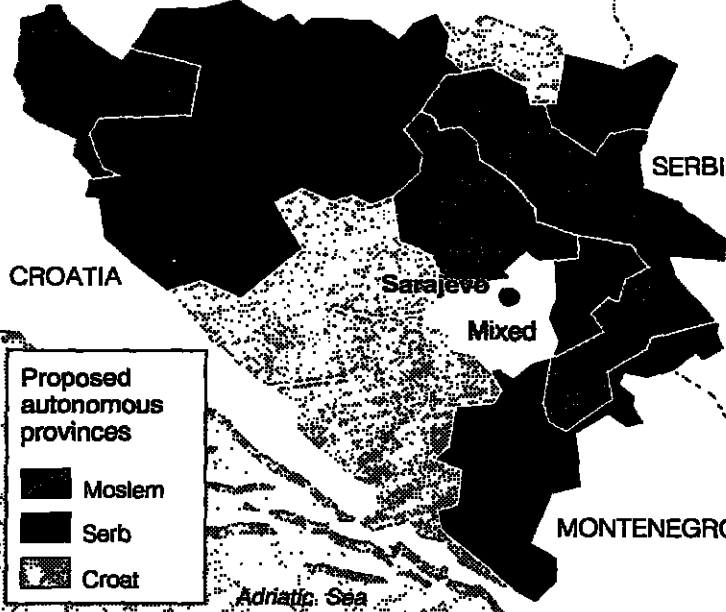 SERBI
CROATIA
Sarajevo
Mixed
Proposed
autonomous
provinces
Moslem
Serb
Croat
MONTENEGRO
Adriatic Sea